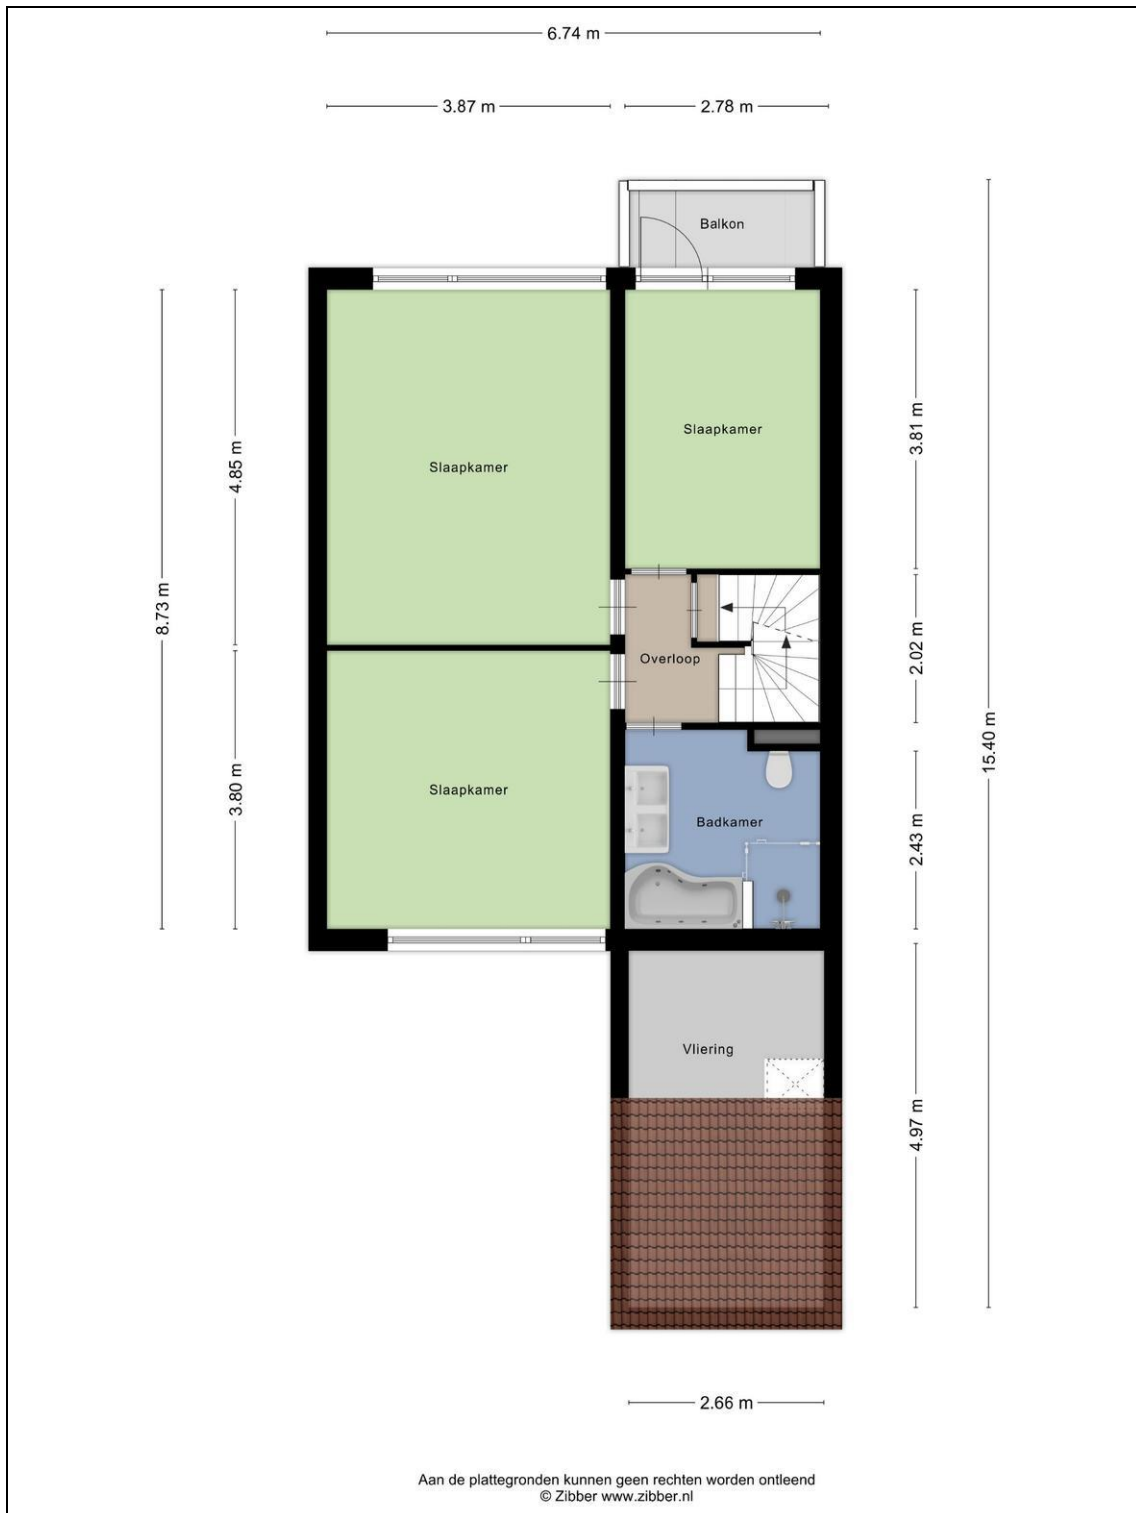 6.74 m
3.87 m
2.78 m
Balkon
Slaapkamer
3.81 m
4.85 m
Slaapkamer
8.73 m
2.02 m
Overloop
15.40 m
Slaapkamer
3.80 m
Badkamer
2.43 m
Vliering
4.97 m
2.66 m
Aan de plattegronden kunnen geen rechten worden ontleend
© Zibber www.zibber.nl